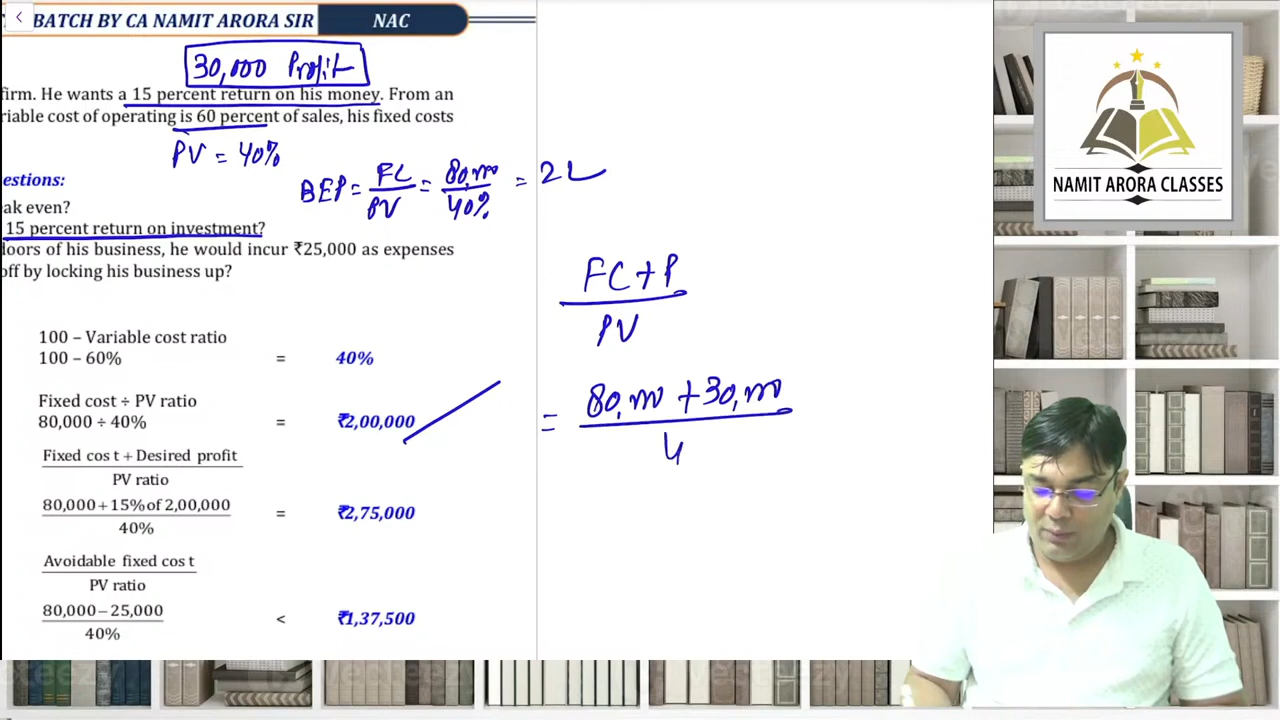 BATCH BY CA NAMIT ARORA SIR NAC
30,000 Profit
firm. He wants a 15 percent return on his money. From an
riable cost of operating is 60 percent of sales, his fixed costs
PV = 40%
BEP = FC/PV = 80,000/40% = 2L
estions:
eak even?
15 percent return on investment?
doors of his business, he would incur ₹25,000 as expenses
off by locking his business up?
100 – Variable cost ratio
100 – 60% = 40%
Fixed cost ÷ PV ratio
80,000 ÷ 40% = ₹2,00,000
Fixed cos t + Desired profit
PV ratio
80,000 + 15% of 2,00,000
40%
= ₹2,75,000
Avoidable fixed cos t
PV ratio
80,000 – 25,000
40%
< ₹1,37,500
FC + P
PV
= 80,000 + 30,000
4
NAMIT ARORA CLASSES